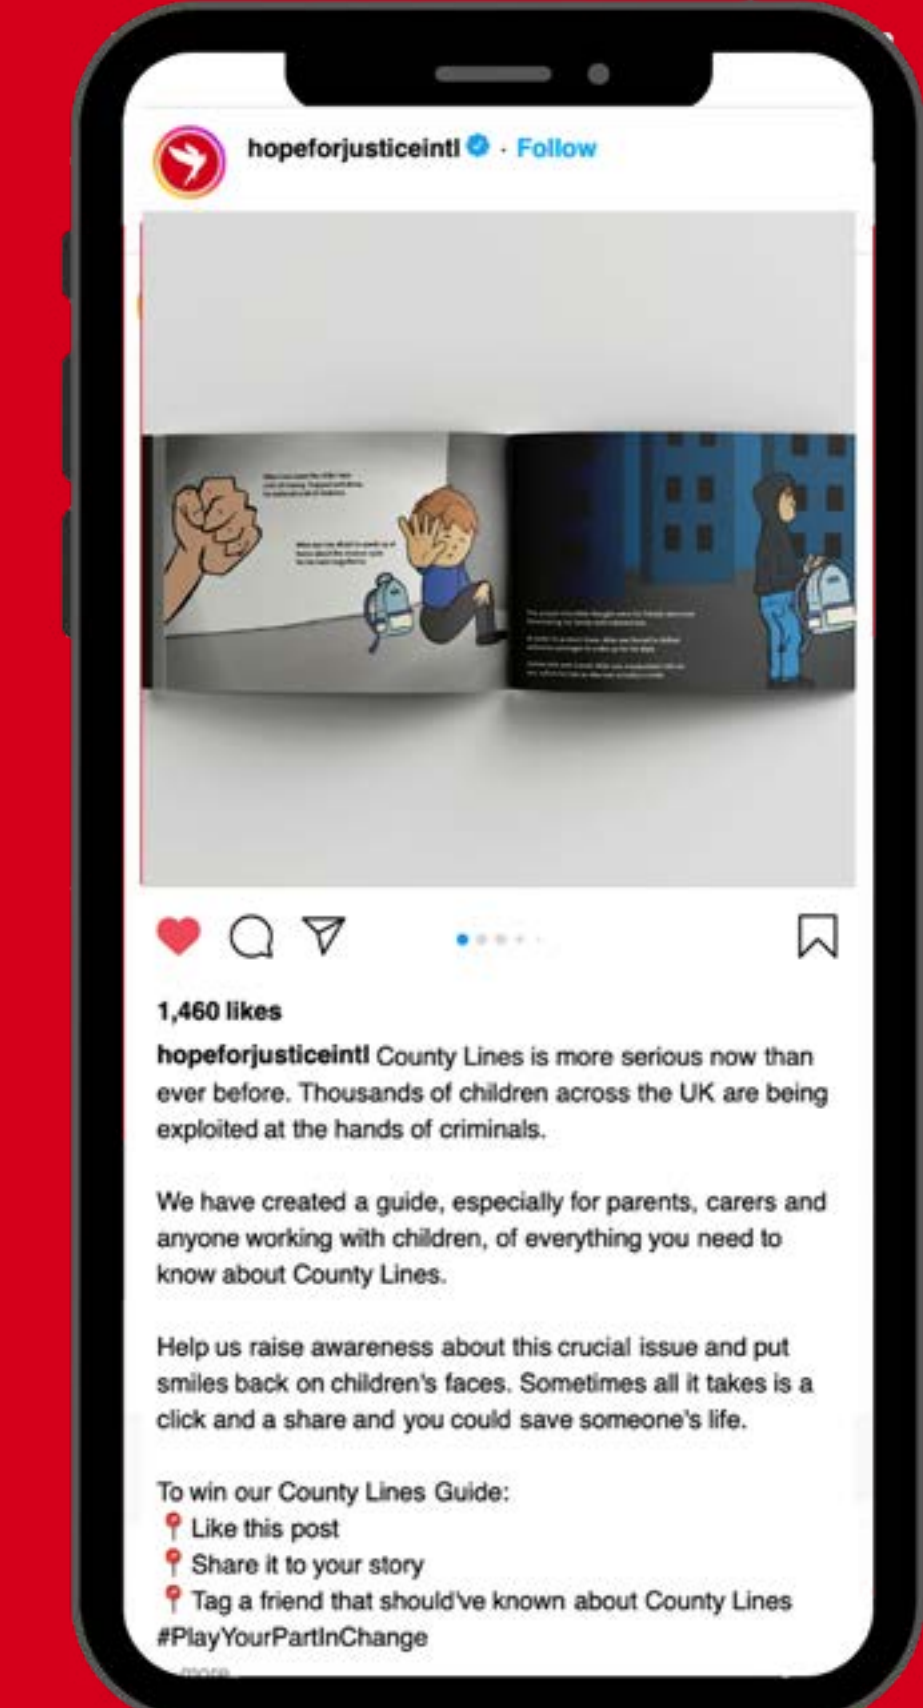 hopeforjusticeintl · Follow
1,460 likes
hopeforjusticeintl County Lines is more serious now than
ever before. Thousands of children across the UK are being
exploited at the hands of criminals.
We have created a guide, especially for parents, carers and
anyone working with children, of everything you need to
know about County Lines.
Help us raise awareness about this crucial issue and put
smiles back on children's faces. Sometimes all it takes is a
click and a share and you could save someone's life.
To win our County Lines Guide:
📍 Like this post
📍 Share it to your story
📍 Tag a friend that should've known about County Lines
#PlayYourPartInChange
more